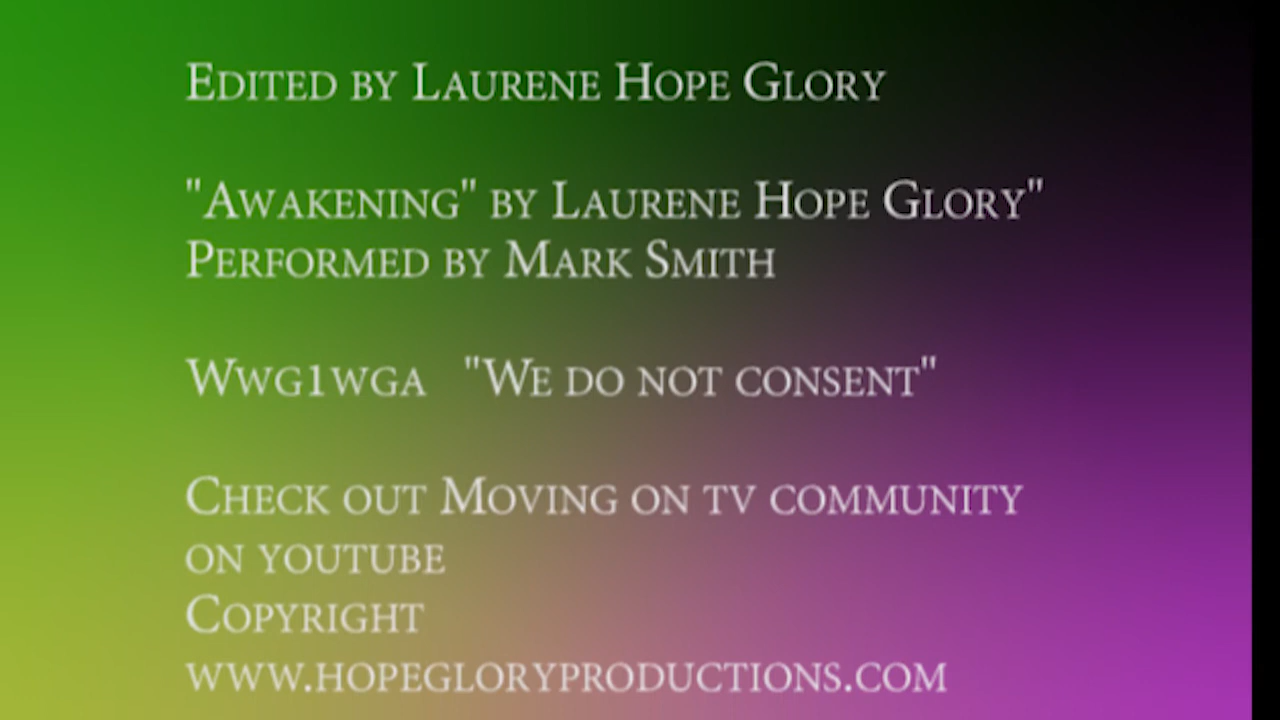 Edited by Laurene Hope Glory
"Awakening" by Laurene Hope Glory"
Performed by Mark Smith
Wwg1wga "We do not consent"
Check out Moving on tv community
on youtube
Copyright
www.hopegloryproductions.com